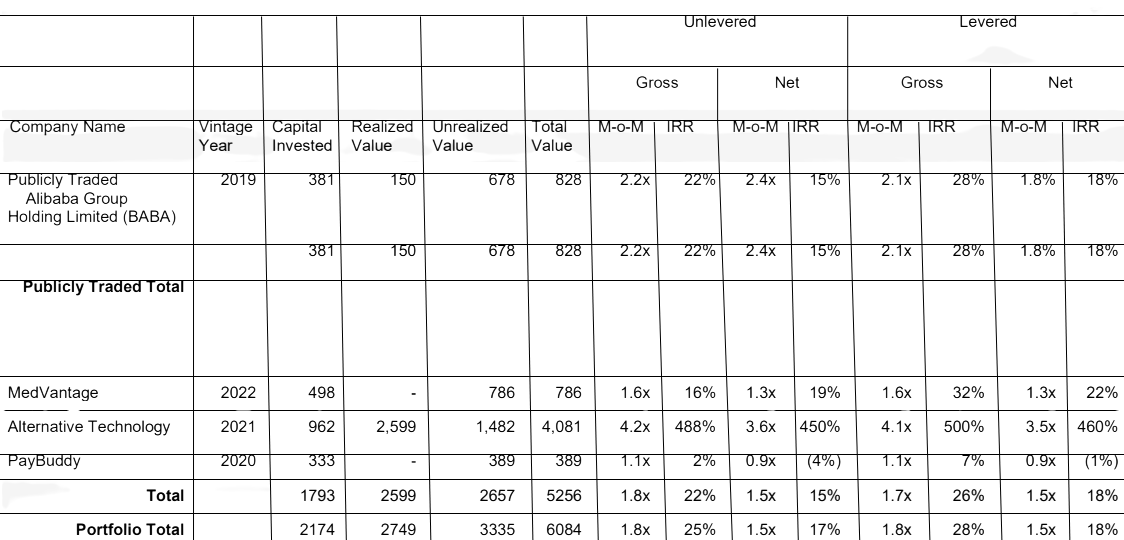 Unlevered Levered
Gross Net Gross Net
Company Name Vintage Capital Realized Unrealized Total M-o-M IRR M-o-M IRR M-o-M IRR M-o-M IRR
Year Invested Value Value Value
Publicly Traded 2019 381 150 678 828 2.2x 22% 2.4x 15% 2.1x 28% 1.8% 18%
Alibaba Group
Holding Limited (BABA)
381 150 678 828 2.2x 22% 2.4x 15% 2.1x 28% 1.8% 18%
Publicly Traded Total
MedVantage 2022 498 - 786 786 1.6x 16% 1.3x 19% 1.6x 32% 1.3x 22%
Alternative Technology 2021 962 2,599 1,482 4,081 4.2x 488% 3.6x 450% 4.1x 500% 3.5x 460%
PayBuddy 2020 333 - 389 389 1.1x 2% 0.9x (4%) 1.1x 7% 0.9x (1%)
Total 1793 2599 2657 5256 1.8x 22% 1.5x 15% 1.7x 26% 1.5x 18%
Portfolio Total 2174 2749 3335 6084 1.8x 25% 1.5x 17% 1.8x 28% 1.5x 18%